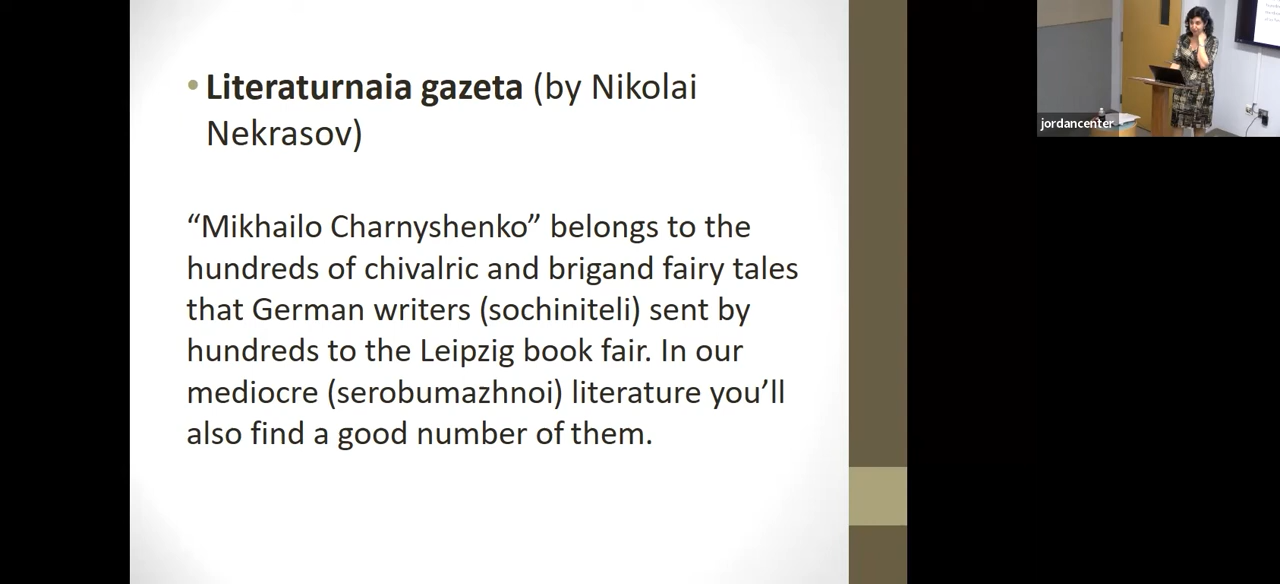 • Literaturnaia gazeta (by Nikolai
Nekrasov)
“Mikhailo Charnyshenko” belongs to the
hundreds of chivalric and brigand fairy tales
that German writers (sochiniteli) sent by
hundreds to the Leipzig book fair. In our
mediocre (serobumazhnoi) literature you’ll
also find a good number of them.
jordancenter